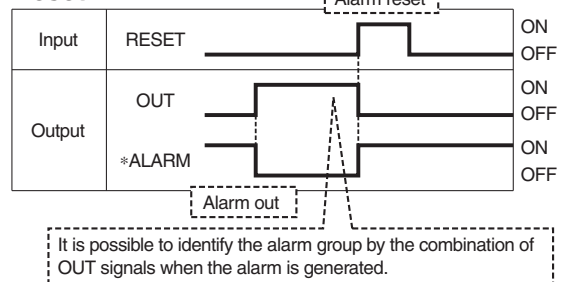 Alarm reset
Input RESET ON
OFF
Output OUT ON
OFF
*ALARM ON
OFF
Alarm out
It is possible to identify the alarm group by the combination of
OUT signals when the alarm is generated.